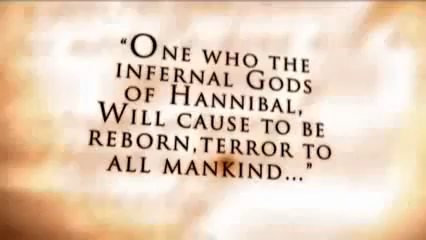 “One who the
infernal Gods
of Hannibal,
Will cause to be
reborn,terror to
all mankind...”